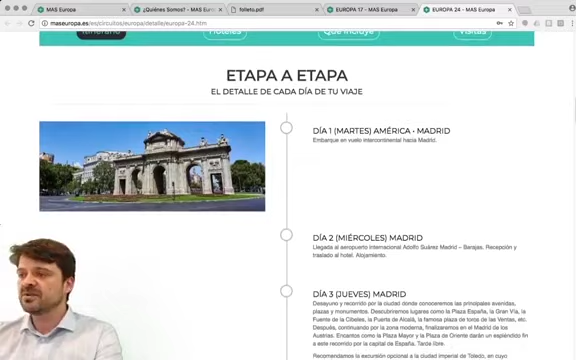 MAS Europa
¿Quiénes Somos? - MAS Eur
folleto.pdf
EUROPA 17 - MAS Europa
EUROPA 24 - MAS Europa
maseuropa.es/es/circuitos/europa/detalle/europa-24.htm
Itinerario
Hoteles
Qué incluye
Visitas
ETAPA A ETAPA
EL DETALLE DE CADA DÍA DE TU VIAJE
DÍA 1 (MARTES) AMÉRICA - MADRID
Embarque en vuelo intercontinental hacia Madrid.
DÍA 2 (MIÉRCOLES) MADRID
Llegada al aeropuerto internacional Adolfo Suárez Madrid – Barajas. Recepción y
traslado al hotel. Alojamiento.
DÍA 3 (JUEVES) MADRID
Desayuno y recorrido por la ciudad donde conoceremos las principales avenidas,
plazas y monumentos. Descubriremos lugares como la Plaza España, la Gran Vía, la
Fuente de la Cibeles, la Puerta de Alcalá, la famosa plaza de toros de las Ventas, etc.
Después, continuando por la zona moderna, finalizaremos en el Madrid de los
Austrias. Encantos como la Plaza Mayor y la Plaza de Oriente darán un espléndido fin
a este recorrido por la capital de España. Tarde libre.
Recomendamos la excursión opcional a la ciudad imperial de Toledo, en cuyo